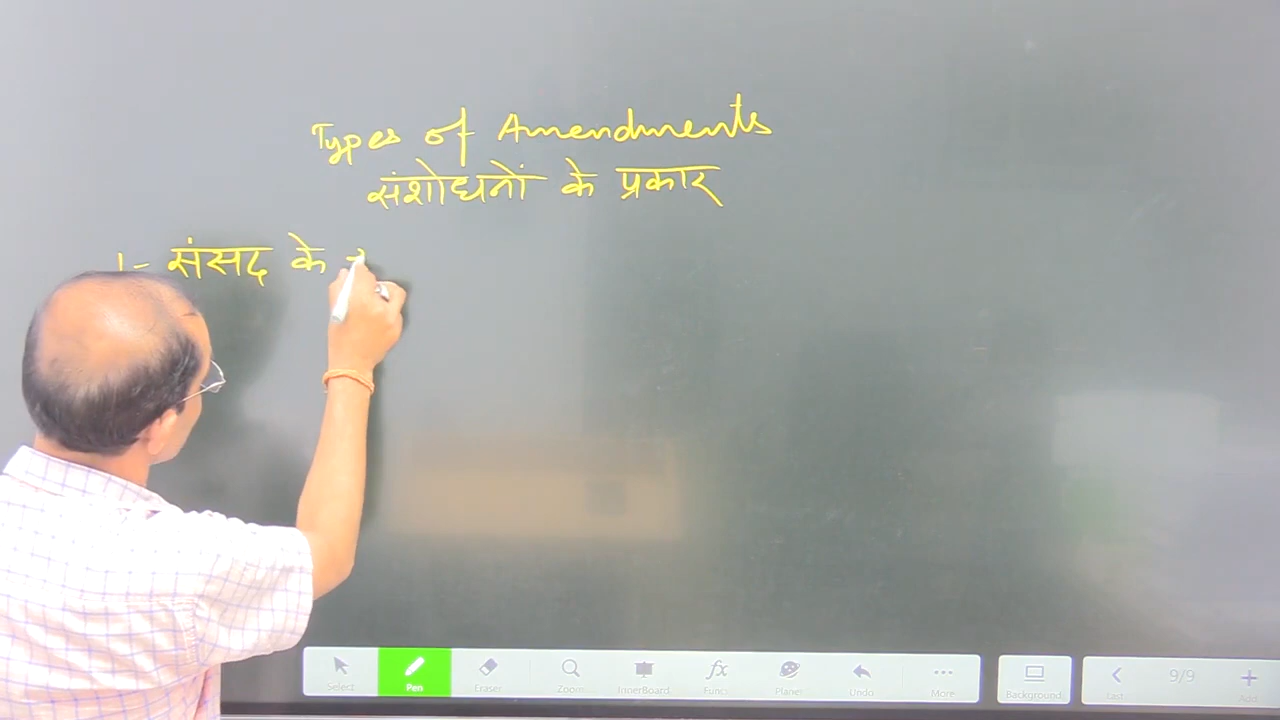 Types of Amendments
संशोधनों के प्रकार
1- संसद के
Select Pen Eraser Zoom InnerBoard Func Planet Undo More Background Last 9/9 Add